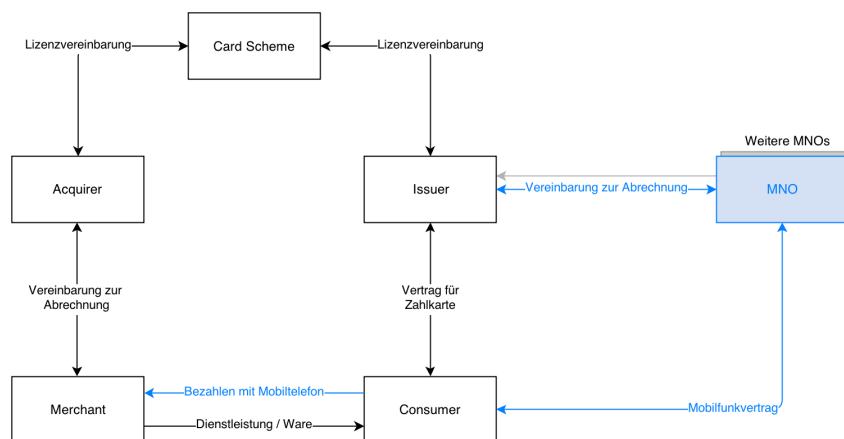 Lizenzvereinbarung
Card Scheme
Lizenzvereinbarung
Weitere MNOs
Acquirer
Issuer
Vereinbarung zur Abrechnung
MNO
Vereinbarung zur
Abrechnung
Vertrag für
Zahlkarte
Bezahlen mit Mobiltelefon
Merchant
Consumer
Mobilfunkvertrag
Dienstleistung / Ware